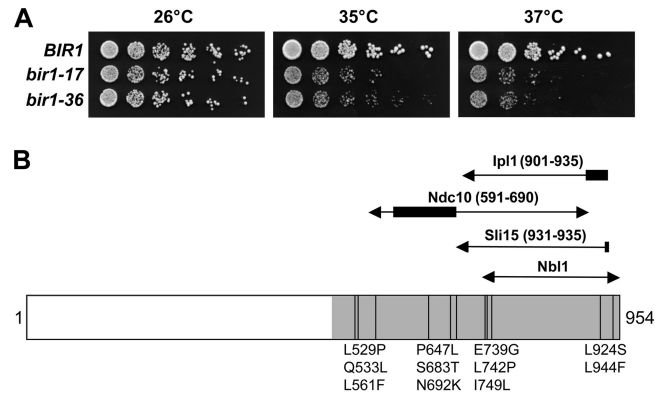 A
26°C 35°C 37°C
BIR1
bir1-17
bir1-36
B
Ipl1 (901-935)
Ndc10 (591-690)
Sli15 (931-935)
Nbl1
1 954
L529P P647L E739G L924S
Q533L S683T L742P L944F
L561F N692K I749L